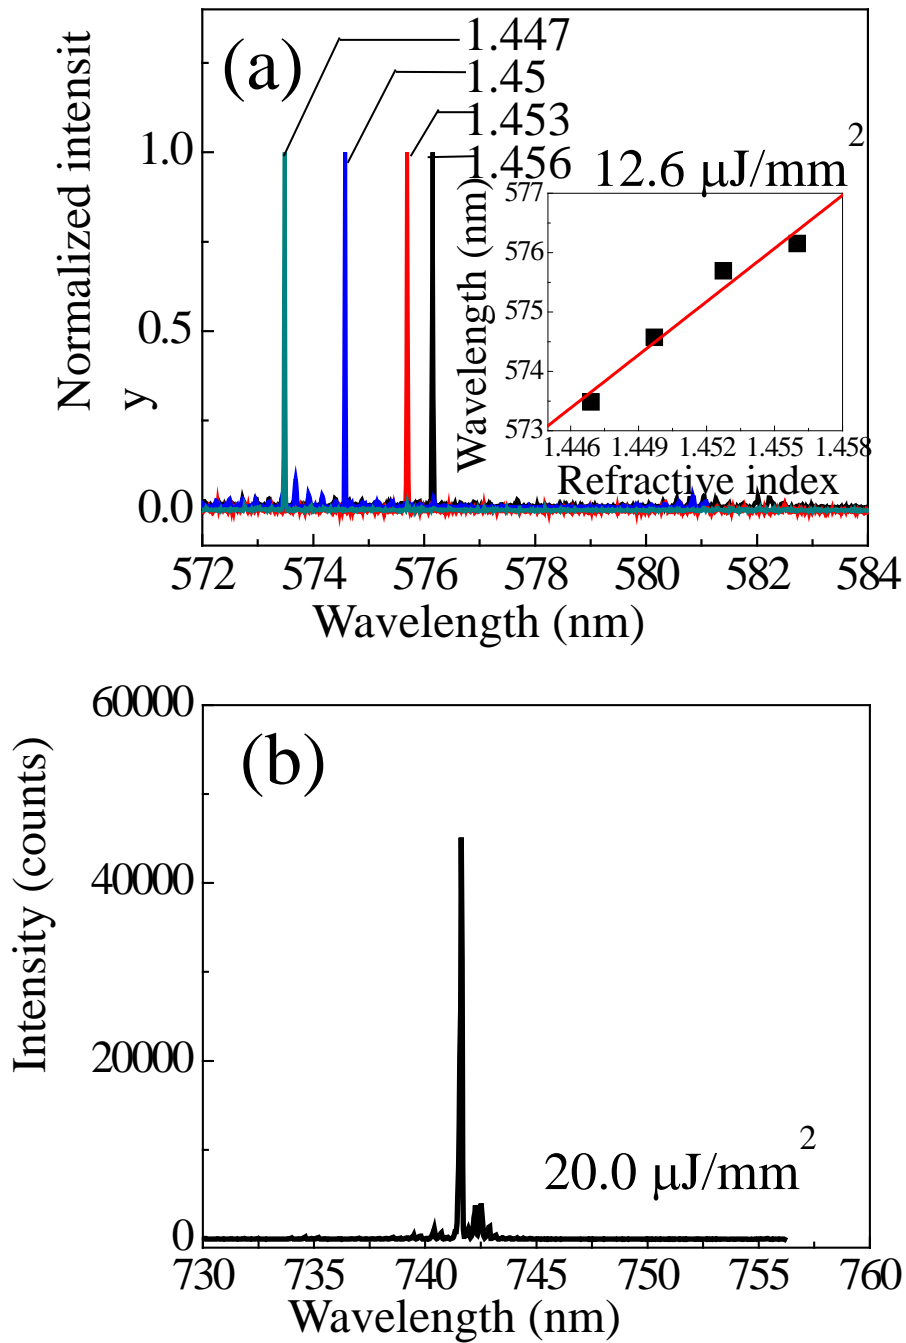 (a)
1.447
1.45
1.453
1.456
12.6 μJ/mm²
Normalized intensit
y
1.0
0.5
0.0
572 574 576 578 580 582 584
Wavelength (nm)
Wavelength (nm)
577
576
575
574
573
1.446 1.449 1.452 1.455 1.458
Refractive index
(b)
60000
40000
20000
0
Intensity (counts)
20.0 μJ/mm²
730 735 740 745 750 755 760
Wavelength (nm)